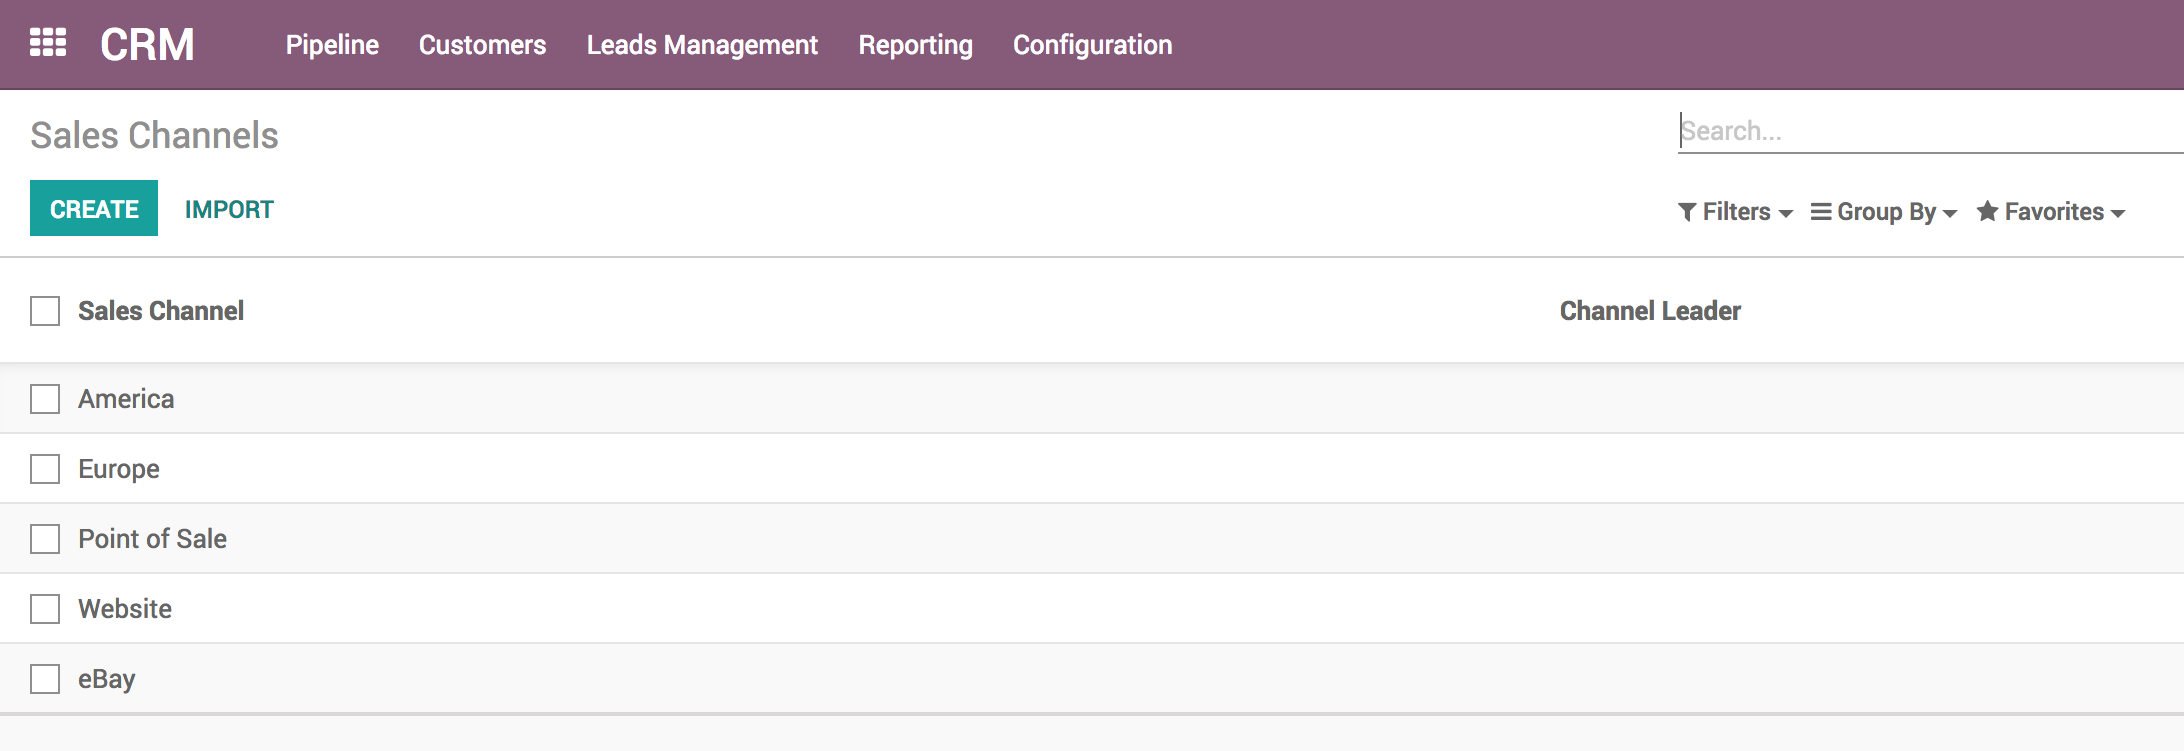 CRM Pipeline Customers Leads Management Reporting Configuration
Sales Channels
Search...
CREATE IMPORT
Filters Group By Favorites
Sales Channel Channel Leader
America
Europe
Point of Sale
Website
eBay